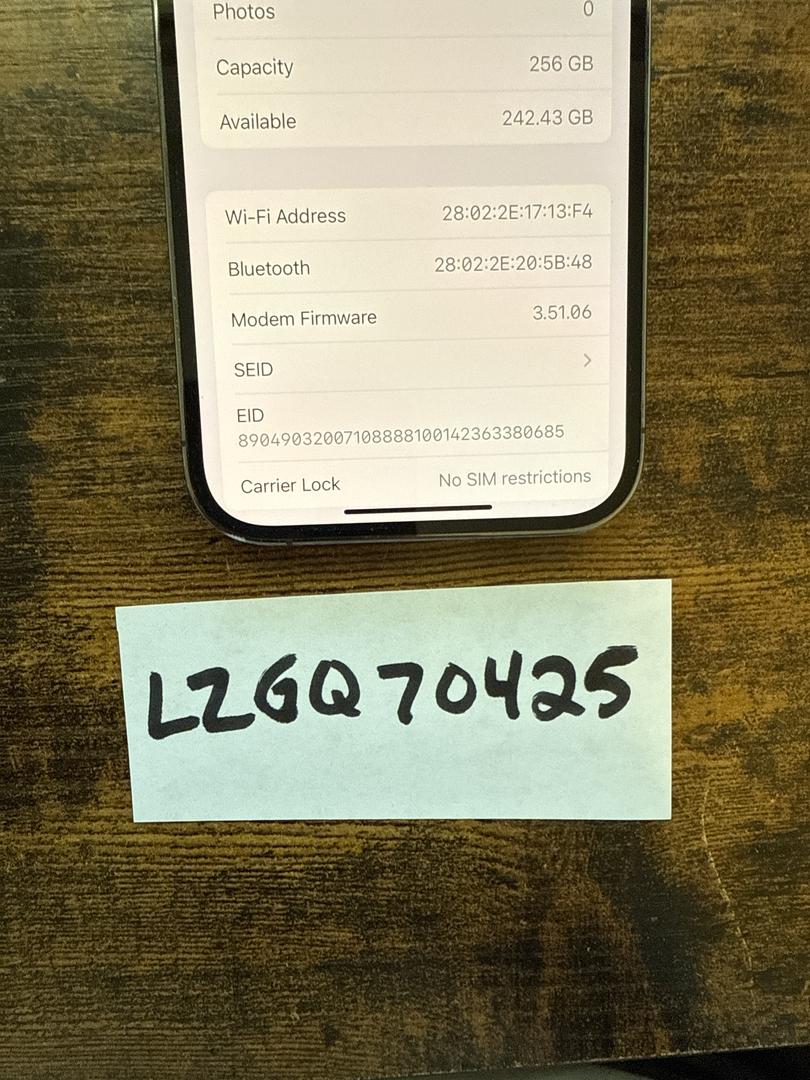 Photos 0
Capacity 256 GB
Available 242.43 GB
Wi-Fi Address 28:02:2E:17:13:F4
Bluetooth 28:02:2E:20:5B:48
Modem Firmware 3.51.06
SEID >
EID
89049032007108888100142363380685
Carrier Lock No SIM restrictions
LZGQ70425